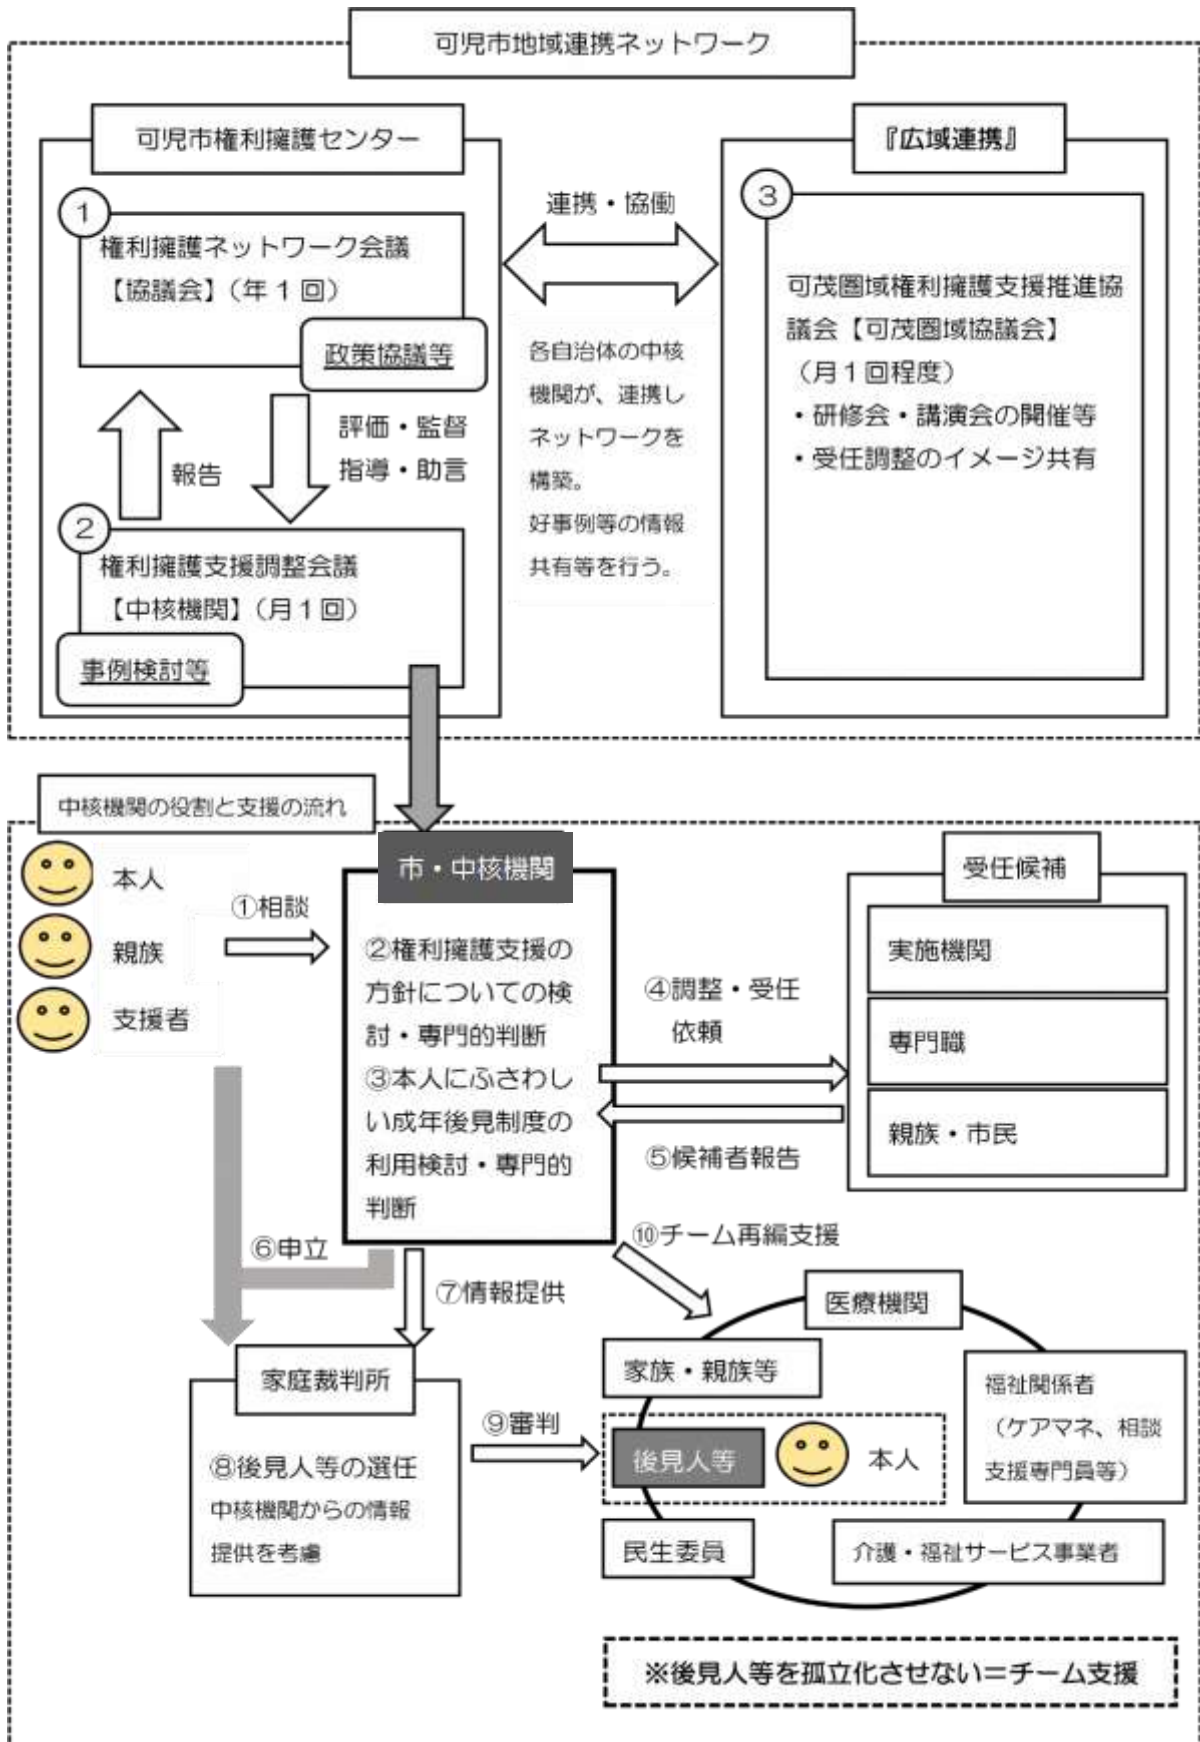 可児市地域連携ネットワーク
可児市権利擁護センター
①
権利擁護ネットワーク会議
【協議会】（年１回）
政策協議等
報告
評価・監督
指導・助言
②
権利擁護支援調整会議
【中核機関】（月１回）
事例検討等
連携・協働
各自治体の中核
機関が、連携し
ネットワークを
構築。
好事例等の情報
共有等を行う。
『広域連携』
③
可茂圏域権利擁護支援推進協
議会【可茂圏域協議会】
（月１回程度）
・研修会・講演会の開催等
・受任調整のイメージ共有
中核機関の役割と支援の流れ
本人
親族
支援者
①相談
市・中核機関
②権利擁護支援の
方針についての検
討・専門的判断
③本人にふさわし
い成年後見制度の
利用検討・専門的
判断
④調整・受任
依頼
⑤候補者報告
受任候補
実施機関
専門職
親族・市民
⑥申立
⑦情報提供
⑩チーム再編支援
家庭裁判所
⑧後見人等の選任
中核機関からの情報
提供を考慮
⑨審判
医療機関
家族・親族等
福祉関係者
（ケアマネ、相談
支援専門員等）
後見人等
本人
民生委員
介護・福祉サービス事業者
※後見人等を孤立化させない＝チーム支援